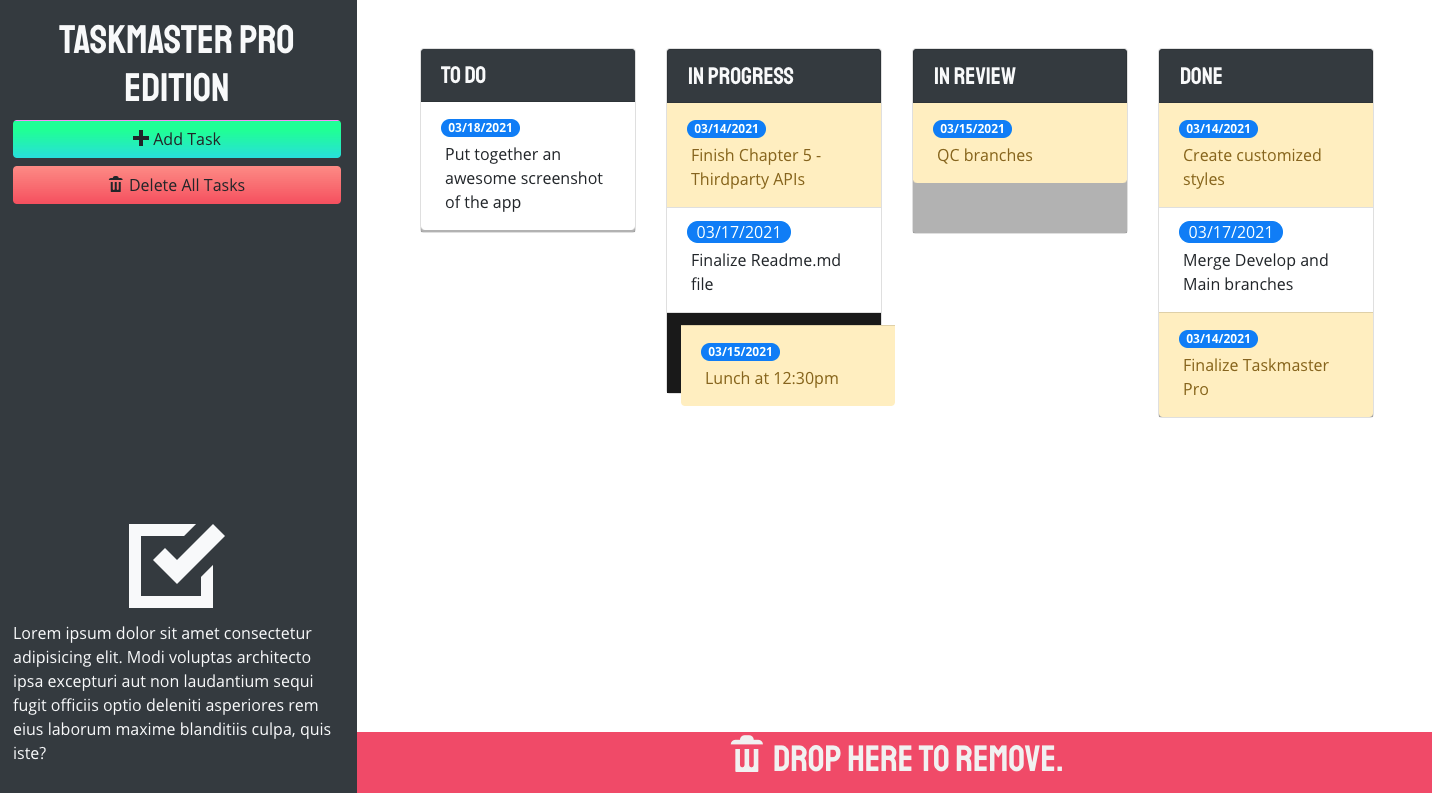 TASKMASTER PRO
EDITION
Add Task
Delete All Tasks
Lorem ipsum dolor sit amet consectetur
adipisicing elit. Modi voluptas architecto
ipsa excepturi aut non laudantium sequi
fugit officiis optio deleniti asperiores rem
eius laborum maxime blanditiis culpa, quis
iste?
TO DO
03/18/2021
Put together an
awesome screenshot
of the app
IN PROGRESS
03/14/2021
Finish Chapter 5 -
Thirdparty APIs
03/17/2021
Finalize Readme.md
file
03/15/2021
Lunch at 12:30pm
IN REVIEW
03/15/2021
QC branches
DONE
03/14/2021
Create customized
styles
03/17/2021
Merge Develop and
Main branches
03/14/2021
Finalize Taskmaster
Pro
DROP HERE TO REMOVE.